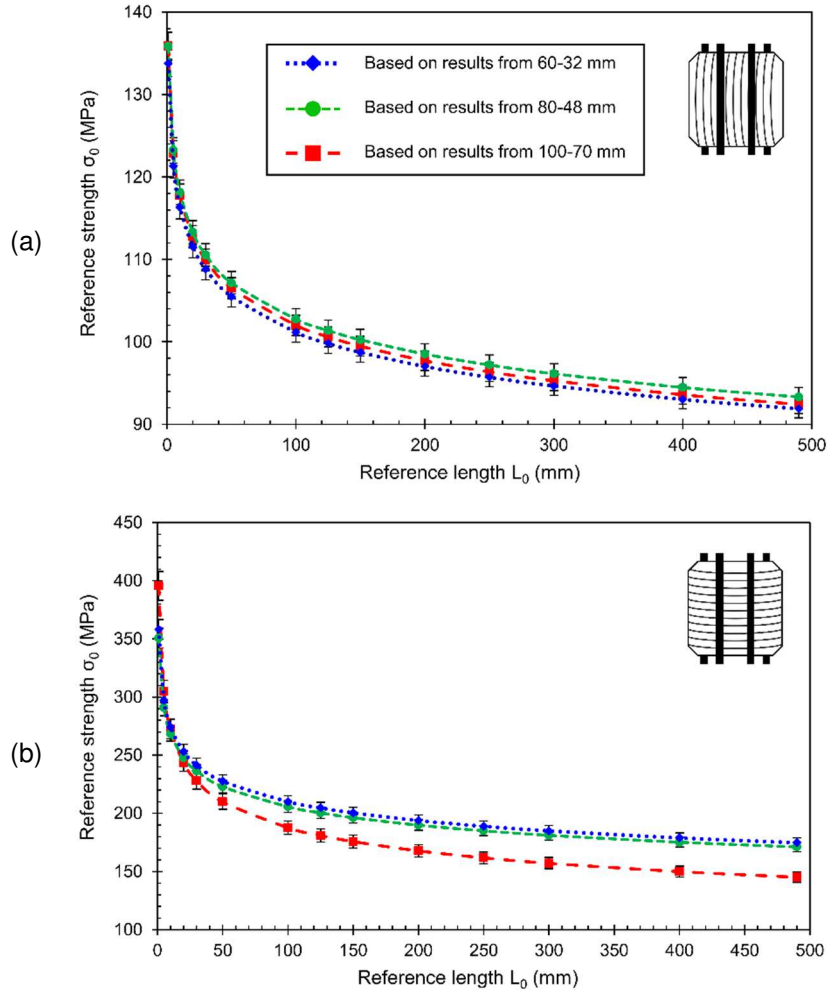 (a)
Reference strength σ₀ (MPa)
140
130
120
110
100
90
Based on results from 60-32 mm
Based on results from 80-48 mm
Based on results from 100-70 mm
0 100 200 300 400 500
Reference length L₀ (mm)
(b)
Reference strength σ₀ (MPa)
450
400
350
300
250
200
150
100
0 50 100 150 200 250 300 350 400 450 500
Reference length L₀ (mm)